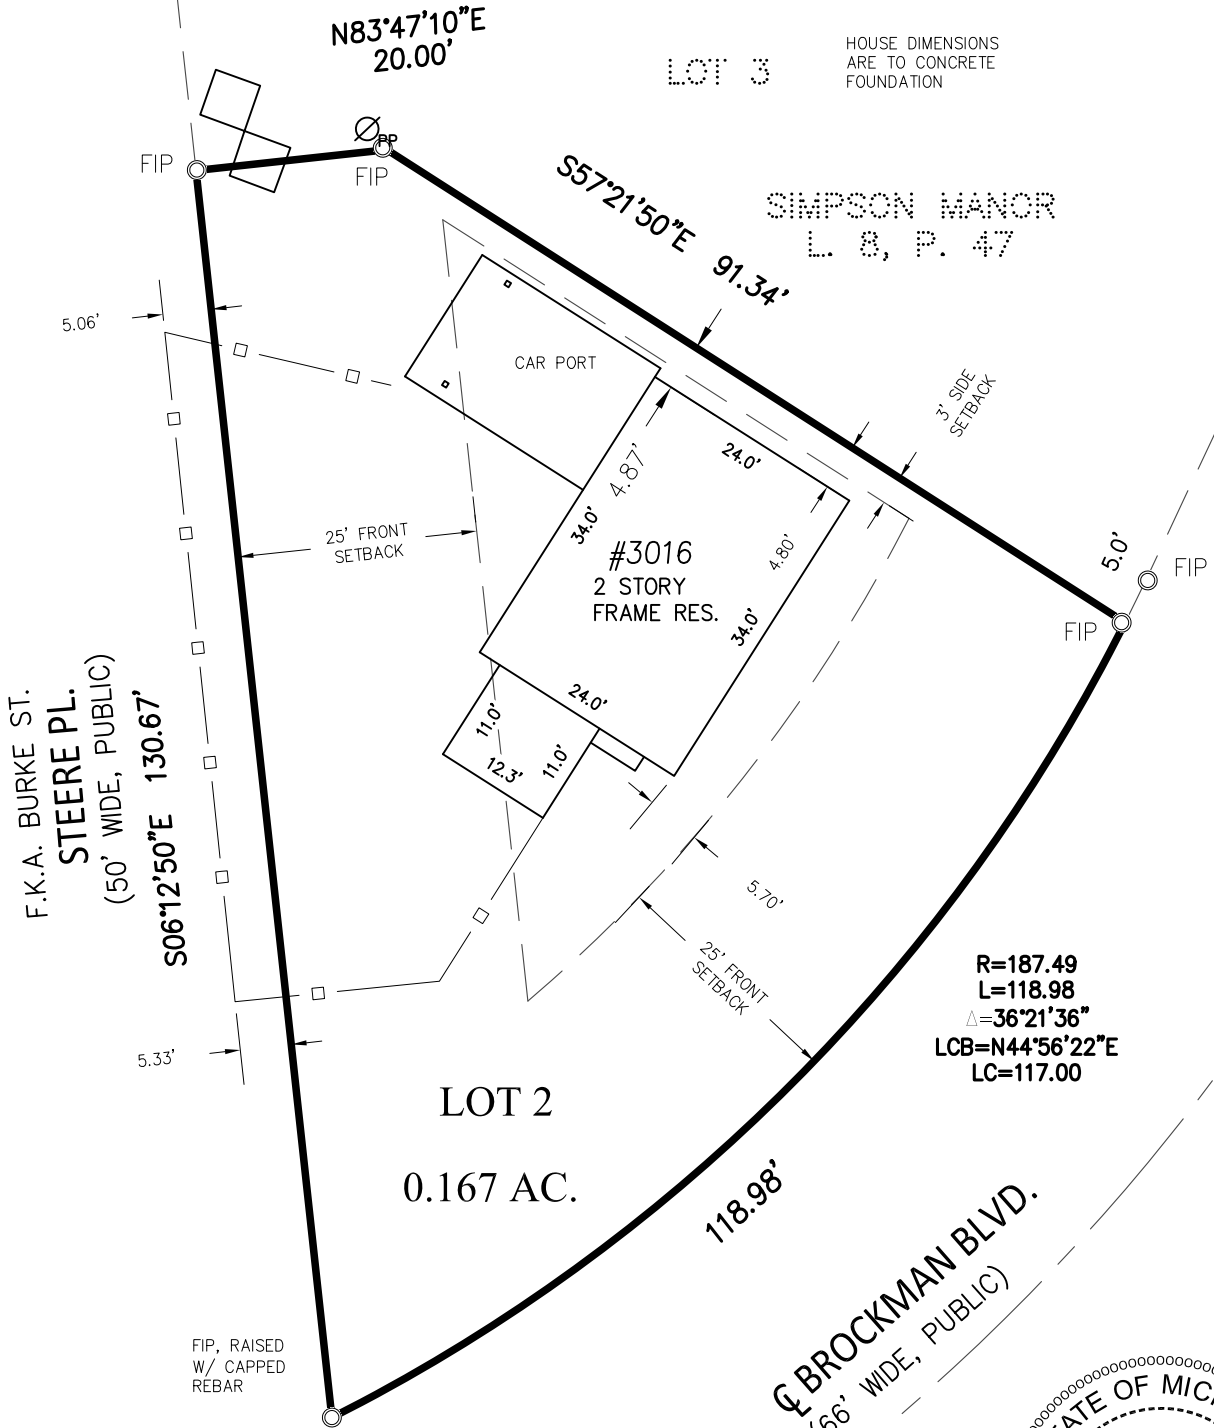 N83°47'10"E
20.00'
LOT 3
HOUSE DIMENSIONS
ARE TO CONCRETE
FOUNDATION
PP
FIP
FIP
S57°21'50"E 91.34'
SIMPSON MANOR
L. 8, P. 47
5.06'
CAR PORT
3' SIDE
SETBACK
24.0'
4.87'
34.0'
25' FRONT
SETBACK
#3016
2 STORY
FRAME RES.
4.80'
34.0'
5.0'
FIP
FIP
F.K.A. BURKE ST.
STEERE PL.
(50' WIDE, PUBLIC)
S06°12'50"E 130.67'
24.0'
11.0'
12.3'
11.0'
5.70'
25' FRONT
SETBACK
R=187.49
L=118.98
△=36°21'36"
LCB=N44°56'22"E
LC=117.00
5.33'
LOT 2
0.167 AC.
118.98'
℄ BROCKMAN BLVD.
(66' WIDE, PUBLIC)
FIP, RAISED
W/ CAPPED
REBAR
ATE OF MIC